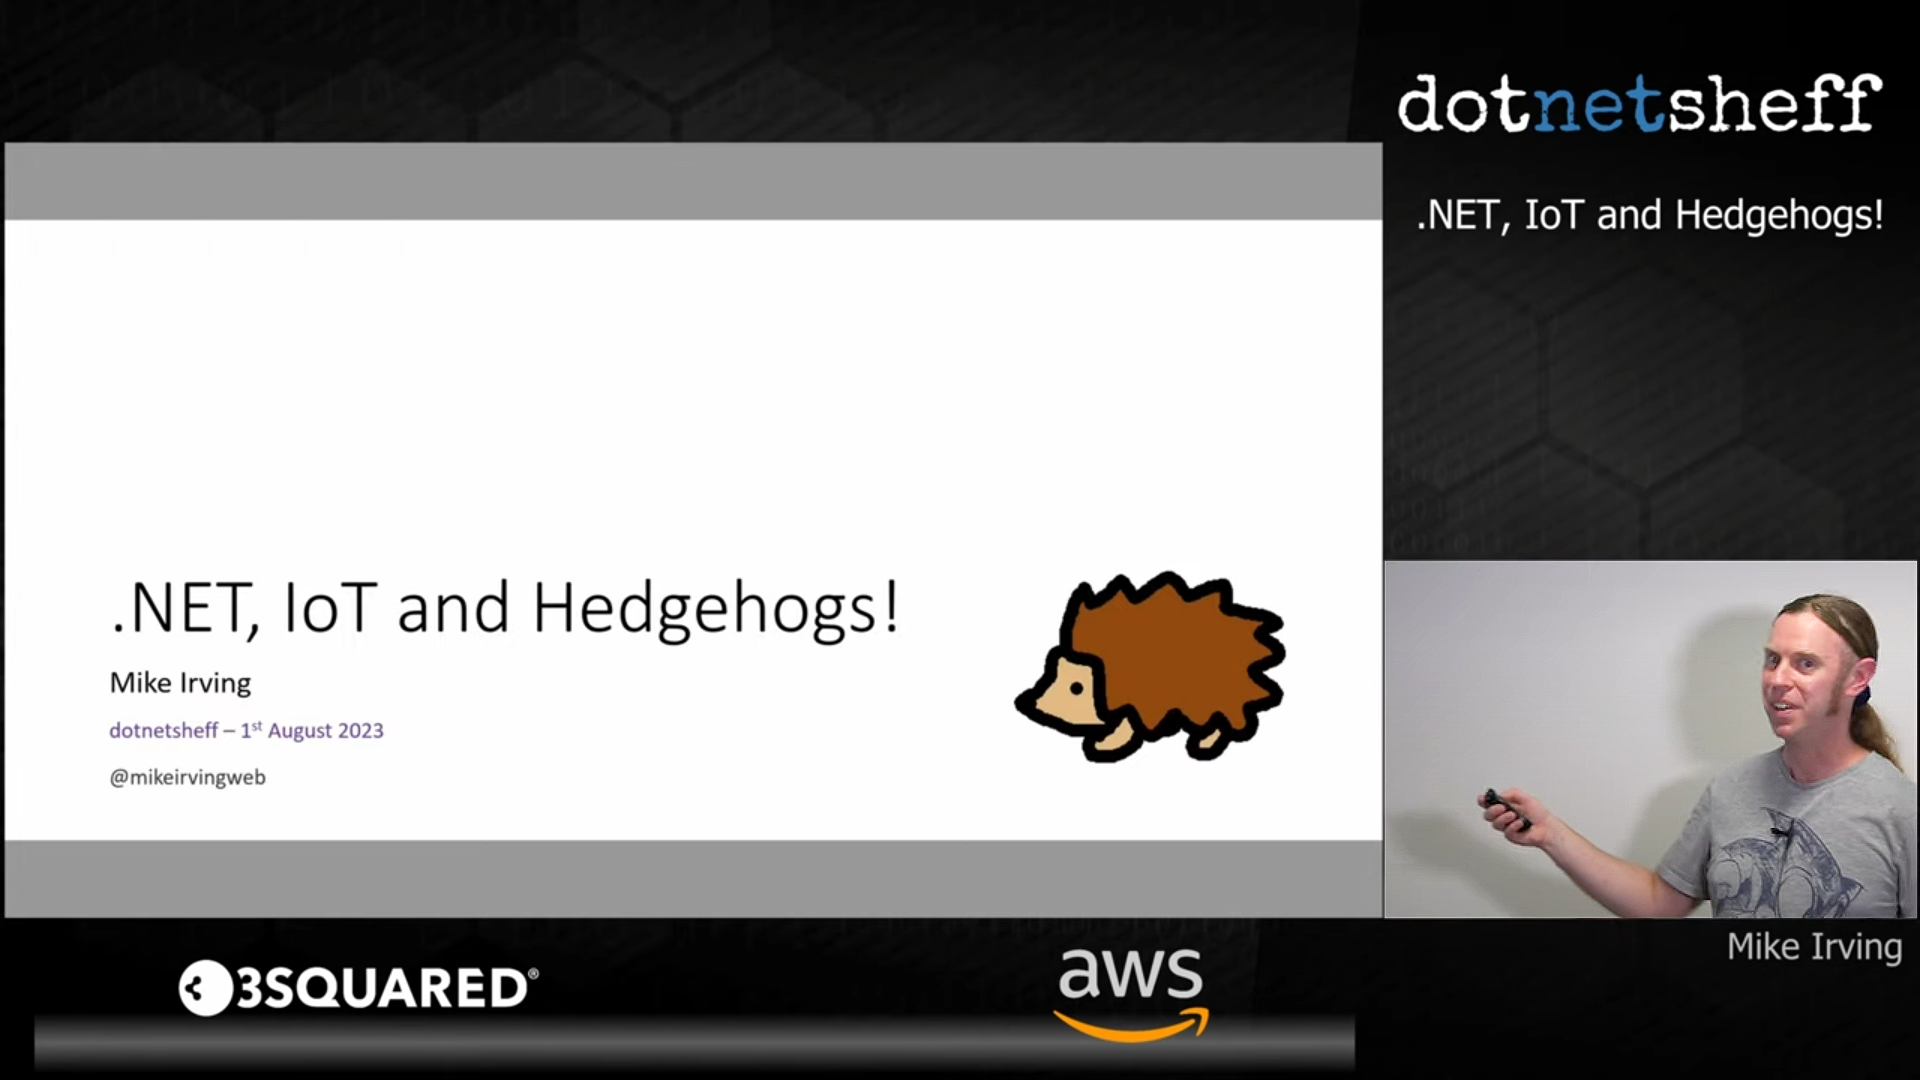 dotnetsheff
.NET, IoT and Hedgehogs!
.NET, IoT and Hedgehogs!
Mike Irving
dotnetsheff – 1st August 2023
@mikeirvingweb
Mike Irving
3SQUARED®
aws